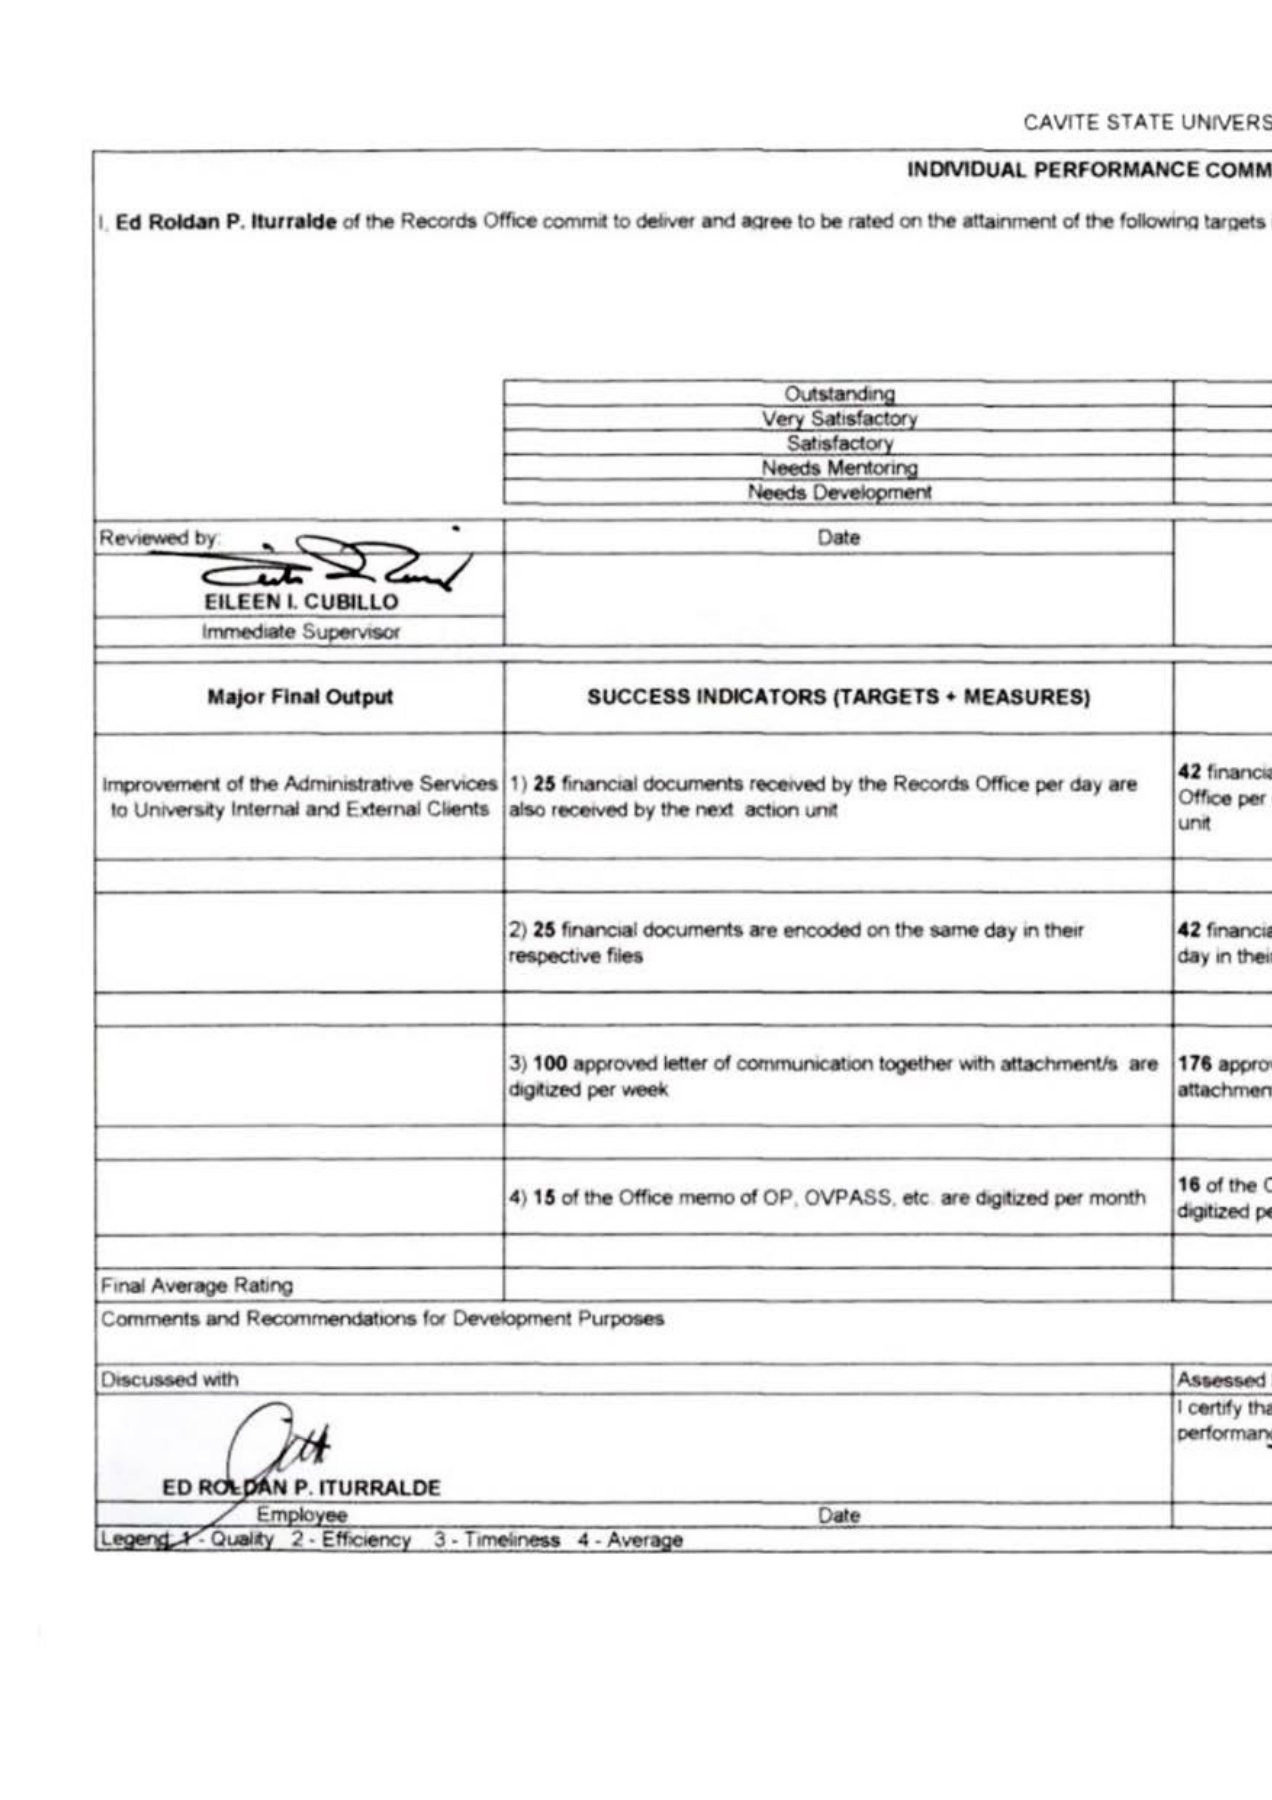 CAVITE STATE UNIVERS
INDIVIDUAL PERFORMANCE COMM
I, Ed Roldan P. Iturralde of the Records Office commit to deliver and agree to be rated on the attainment of the following targets
Outstanding
Very Satisfactory
Satisfactory
Needs Mentoring
Needs Development
Reviewed by:
Date
EILEEN I. CUBILLO
Immediate Supervisor
Major Final Output
SUCCESS INDICATORS (TARGETS + MEASURES)
Improvement of the Administrative Services
to University Internal and External Clients
1) 25 financial documents received by the Records Office per day are
also received by the next action unit
42 financia
Office per
unit
2) 25 financial documents are encoded on the same day in their
respective files
42 financia
day in thei
3) 100 approved letter of communication together with attachment/s are
digitized per week
176 appro
attachmen
4) 15 of the Office memo of OP, OVPASS, etc. are digitized per month
16 of the O
digitized pe
Final Average Rating
Comments and Recommendations for Development Purposes
Discussed with
Assessed
I certify tha
performan
ED ROLDAN P. ITURRALDE
Employee
Date
Legend: 1 - Quality 2 - Efficiency 3 - Timeliness 4 - Average